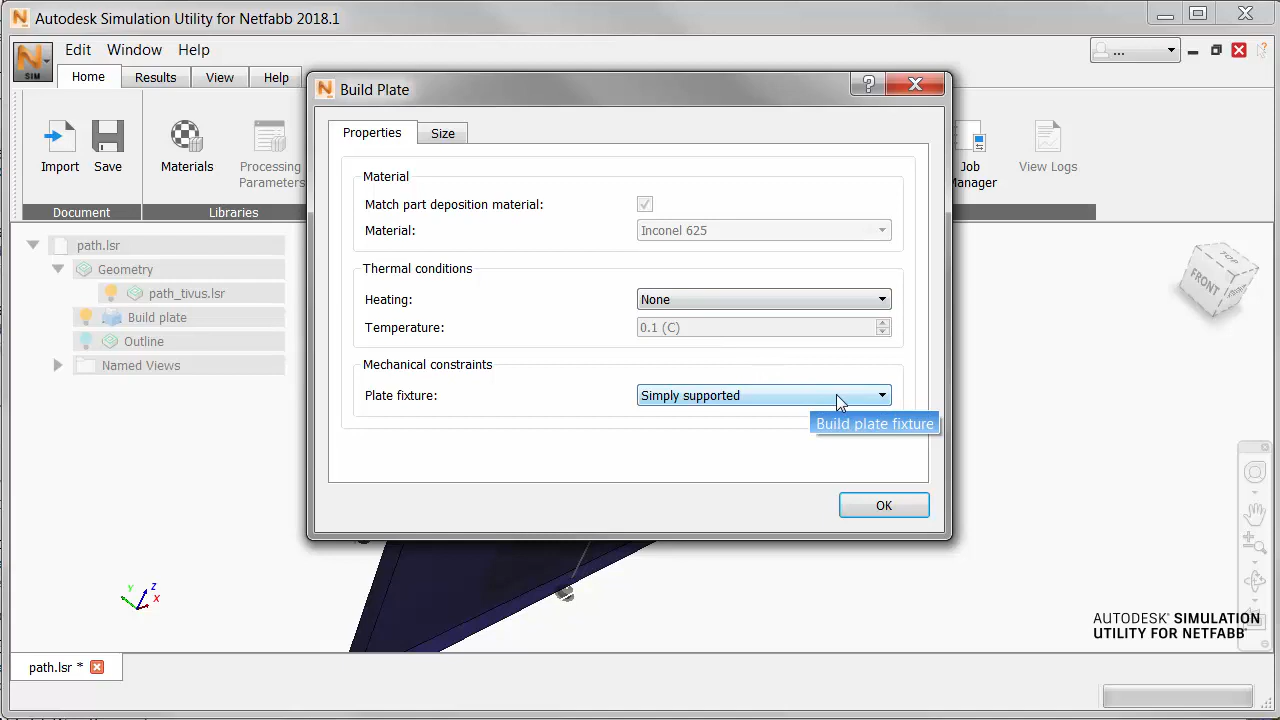 Autodesk Simulation Utility for Netfabb 2018.1
N
SIM
Edit Window Help
...
Home Results View Help
Import
Save
Materials
Processing
Parameters
Job
Manager
View Logs
Document
Libraries
path.lsr
Geometry
path_tivus.lsr
Build plate
Outline
Named Views
Build Plate
?
Properties
Size
Material
Match part deposition material:
Material:
Inconel 625
Thermal conditions
Heating:
None
Temperature:
0.1 (C)
Mechanical constraints
Plate fixture:
Simply supported
Build plate fixture
OK
TOP
FRONT
Y
Z
X
AUTODESK® SIMULATION
UTILITY FOR NETFABB®
path.lsr *